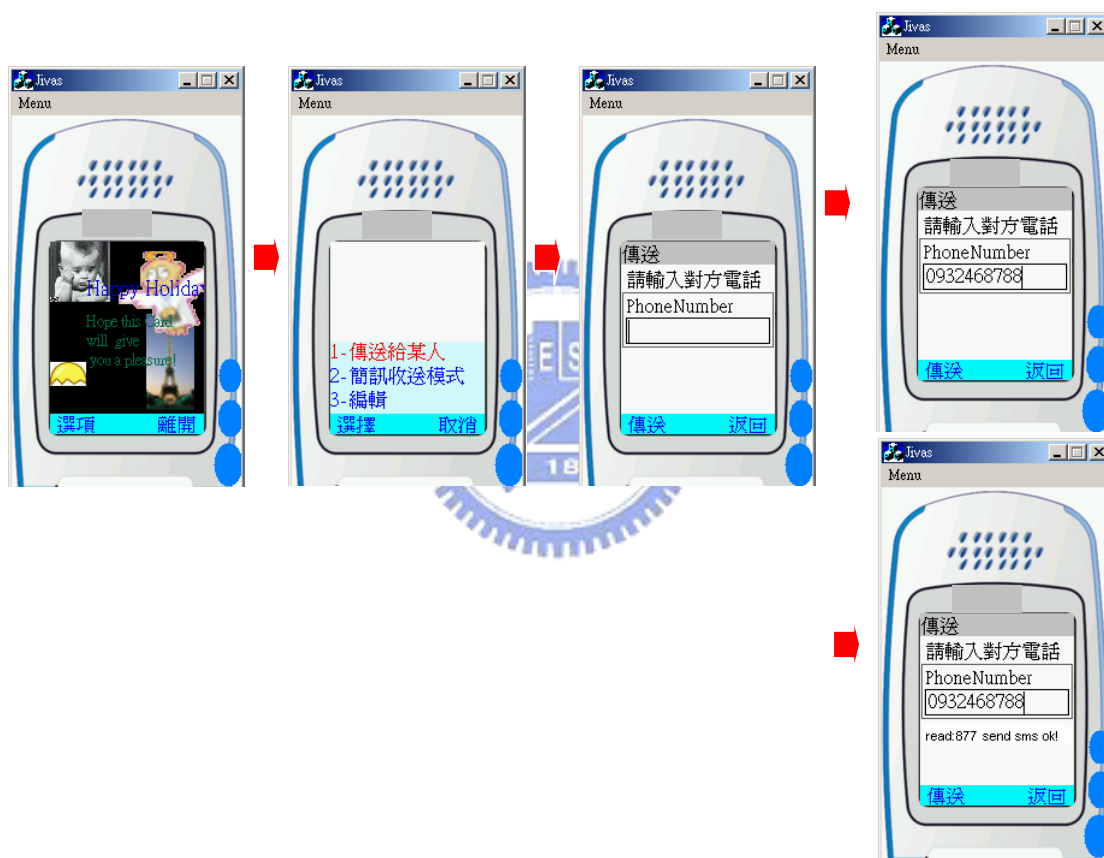 Jivas
Menu
Happy Holiday
Hope this Card
will give
you a pleasure!
選項 離開
Jivas
Menu
1-傳送給某人
2-簡訊收送模式
3-編輯
選擇 取消
Jivas
Menu
傳送
請輸入對方電話
PhoneNumber
傳送 返回
Jivas
Menu
傳送
請輸入對方電話
PhoneNumber
0932468788
傳送 返回
Jivas
Menu
傳送
請輸入對方電話
PhoneNumber
0932468788
read:877 send sms ok!
傳送 返回
E S
18